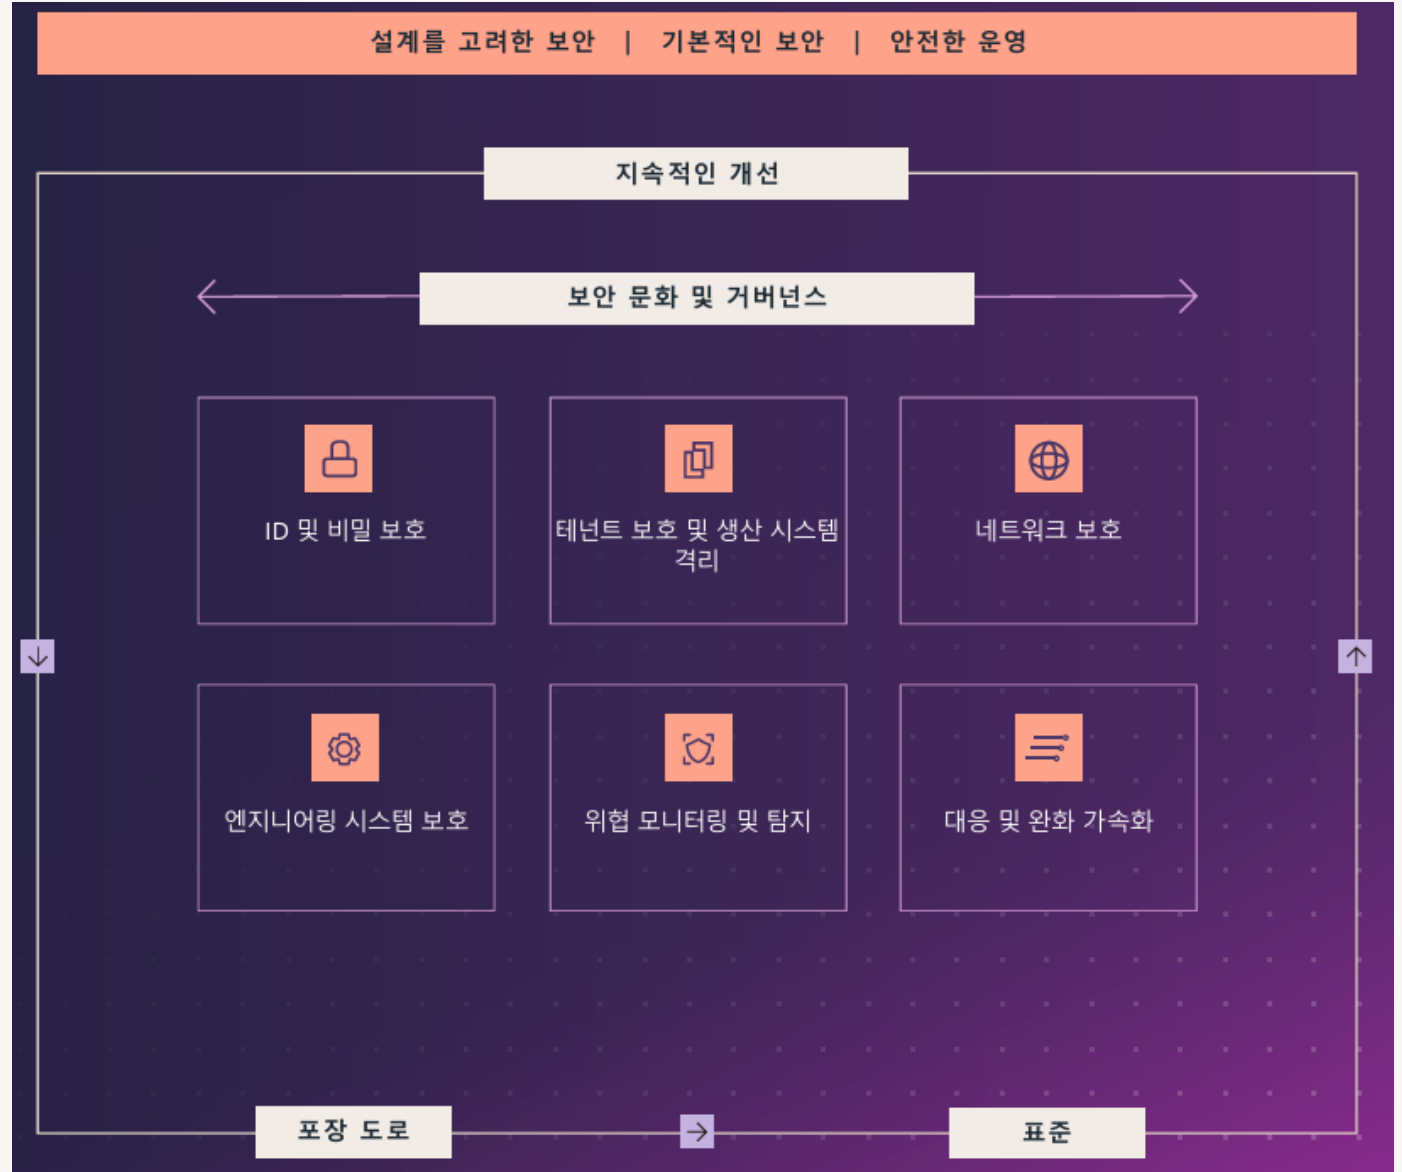 설계를 고려한 보안 | 기본적인 보안 | 안전한 운영
지속적인 개선
보안 문화 및 거버넌스
ID 및 비밀 보호
테넌트 보호 및 생산 시스템
격리
네트워크 보호
엔지니어링 시스템 보호
위협 모니터링 및 탐지
대응 및 완화 가속화
포장 도로
표준